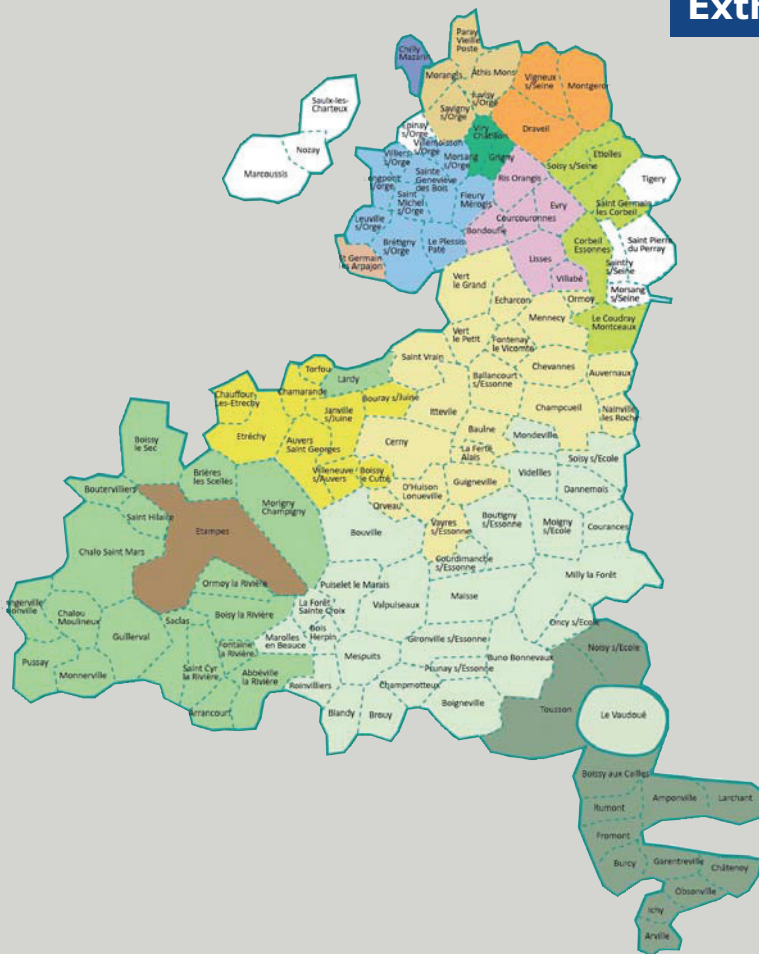 Exth
Paray
Vieille
Poste
Chilly
Mazarin
Morangis
Athis Mons
Vigneux
s/Seine
Montgeron
Juvisy
s/Orge
Savigny
s/Orge
Draveil
Saulx-les-
Chartreux
Nozay
Marcoussis
Epinay
s/Orge
Villemoisson
s/Orge
Viry
Chatillon
Grigny
Villiers
s/Orge
Morsang
s/Orge
Sainte
Geneviève
des Bois
Soisy s/Seine
Etiolles
Tigery
Ris Orangis
Saint
Michel
s/Orge
Fleury
Mérogis
Evry
Saint Germain
les Corbeil
Leuville
s/Orge
Courcouronnes
Bondoufle
Brétigny
s/Orge
Le Plessis
Paté
Corbeil
Essonnes
Saint Pierre
du Perray
Lisses
Villabé
s/Seine
Morsang
s/Seine
t Germain
les Arpajon
Vert
le Grand
Echarcon
Ormoy
Mennecy
Le Coudray
Montceaux
Vert
le Petit
Fontenay
le Vicomte
Saint Vrain
Chevannes
Auvernaux
Ballancourt
s/Essonne
Torfou
Lardy
Chamarande
Bouray s/Juine
Chauffour
Les-Etrechy
Janville
s/Juine
Itteville
Champcueil
Nainville
les Roche
Etréchy
Auvers
Saint Georges
Cerny
Baulne
Mondeville
La Ferté
Alais
Soisy s/Ecole
Boissy
le Sec
Brières
les Scellès
Villeneuve
s/Auvers
Boissy
le Cutté
D'Huison
Longueville
Guigneville
Videlles
Dannemois
Boutervilliers
Morigny
Champigny
Orveau
Saint Hilaire
Etampes
Bouville
Vayres
s/Essonne
Boutigny
s/Essonne
Moigny
s/Ecole
Courances
Chalo Saint Mars
Courdimanche
s/Essonne
Milly la Forêt
Ormoy la Rivière
Puiselet le Marais
Maisse
ngerville
Chalou
Moulineux
Guillerval
Saclas
Boisy la Rivière
La Forêt
Sainte Croix
Valpuiseaux
Bois
Herpin
Oncy s/Ecole
Marolles
en Beauce
Gironville s/Essonne
Noisy s/Ecole
Fontaine
la Rivière
Pussay
Monnerville
Saint Cyr
la Rivière
Abbéville
la Rivière
Mespuits
Prunay s/Essonne
Buno Bonnevaux
Roinvilliers
Champmotteux
Boigneville
Arrancourt
Blandy
Brouy
Tousson
Le Vaudoué
Boissy aux Cailles
Rumont
Amponville
Larchant
Fromont
Burcy
Garentreville
Châtenoy
Obsonville
Ichy
Arville